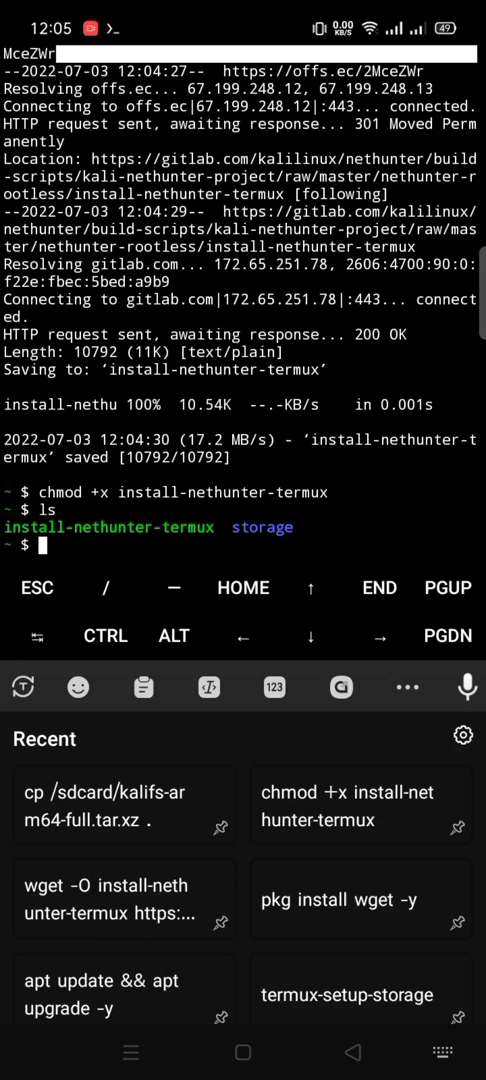 12:05
0.00
KB/S
49
MceZWr
--2022-07-03 12:04:27--  https://offs.ec/2MceZWr
Resolving offs.ec... 67.199.248.12, 67.199.248.13
Connecting to offs.ec|67.199.248.12|:443... connected.
HTTP request sent, awaiting response... 301 Moved Perm
anently
Location: https://gitlab.com/kalilinux/nethunter/build
-scripts/kali-nethunter-project/raw/master/nethunter-r
ootless/install-nethunter-termux [following]
--2022-07-03 12:04:29--  https://gitlab.com/kalilinux/
nethunter/build-scripts/kali-nethunter-project/raw/mas
ter/nethunter-rootless/install-nethunter-termux
Resolving gitlab.com... 172.65.251.78, 2606:4700:90:0:
f22e:fbec:5bed:a9b9
Connecting to gitlab.com|172.65.251.78|:443... connect
ed.
HTTP request sent, awaiting response... 200 OK
Length: 10792 (11K) [text/plain]
Saving to: ‘install-nethunter-termux’
install-nethu 100%  10.54K  --.-KB/s    in 0.001s
2022-07-03 12:04:30 (17.2 MB/s) - ‘install-nethunter-t
ermux’ saved [10792/10792]
~ $ chmod +x install-nethunter-termux
~ $ ls
install-nethunter-termux  storage
~ $
ESC / — HOME ↑ END PGUP
↹ CTRL ALT ← ↓ → PGDN
T 123
Recent
cp /sdcard/kalifs-ar
m64-full.tar.xz .
chmod +x install-net
hunter-termux
wget -O install-neth
unter-termux https:...
pkg install wget -y
apt update && apt
upgrade -y
termux-setup-storage